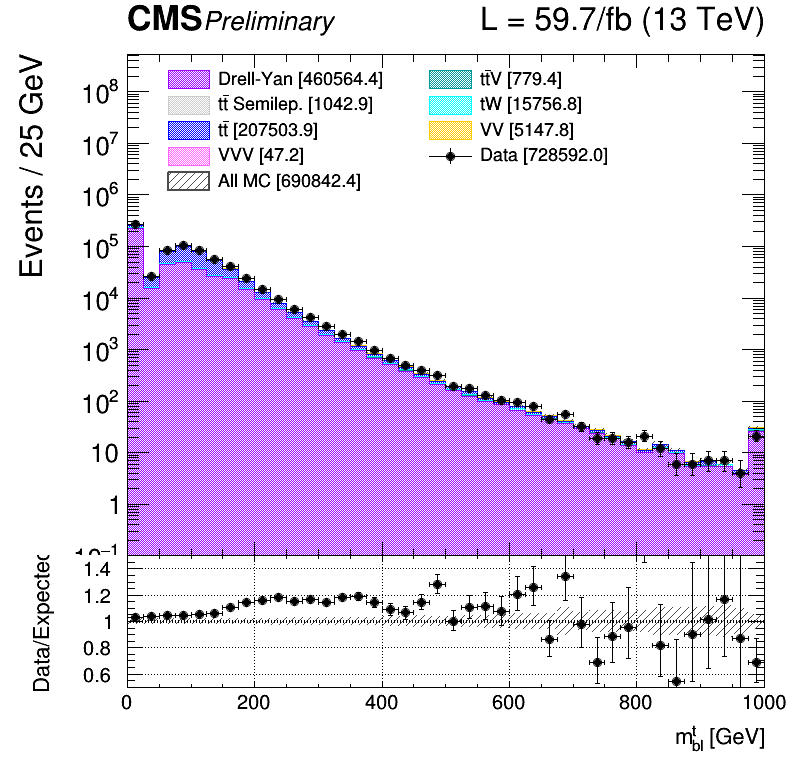 CMS Preliminary L = 59.7/fb (13 TeV)
Events / 25 GeV
Drell-Yan [460564.4]
tt̄ Semilep. [1042.9]
tt̄ [207503.9]
VVV [47.2]
All MC [690842.4]
tt̄V [779.4]
tW [15756.8]
VV [5147.8]
Data [728592.0]
10⁸
10⁷
10⁶
10⁵
10⁴
10³
10²
10
1
10⁻¹
Data/Expected
1.4
1.2
1
0.8
0.6
0 200 400 600 800 1000
mᵗbl [GeV]